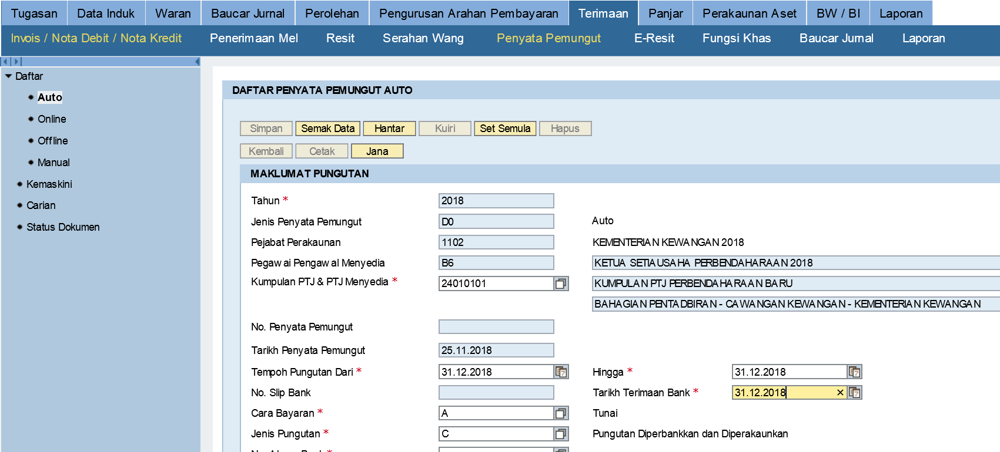 Tugasan Data Induk Waran Baucar Jurnal Perolehan Pengurusan Arahan Pembayaran Terimaan Panjar Perakaunan Aset BW / BI Laporan
Invois / Nota Debit / Nota Kredit Penerimaan Mel Resit Serahan Wang Penyata Pemungut E-Resit Fungsi Khas Baucar Jurnal Laporan
Daftar
Auto
Online
Offline
Manual
Kemaskini
Carian
Status Dokumen
DAFTAR PENYATA PEMUNGUT AUTO
Simpan Semak Data Hantar Kuiri Set Semula Hapus
Kembali Cetak Jana
MAKLUMAT PUNGUTAN
Tahun * 2018
Jenis Penyata Pemungut D0 Auto
Pejabat Perakaunan 1102 KEMENTERIAN KEWANGAN 2018
Pegawai Pengawal Menyedia B6 KETUA SETIAUSAHA PERBENDAHARAAN 2018
Kumpulan PTJ & PTJ Menyedia * 24010101 KUMPULAN PTJ PERBENDAHARAAN BARU
BAHAGIAN PENTADBIRAN - CAWANGAN KEWANGAN - KEMENTERIAN KEWANGAN
No. Penyata Pemungut
Tarikh Penyata Pemungut 25.11.2018
Tempoh Pungutan Dari * 31.12.2018 Hingga * 31.12.2018
No. Slip Bank Tarikh Terimaan Bank * 31.12.2018
Cara Bayaran * A Tunai
Jenis Pungutan * C Pungutan Diperbankkan dan Diperakaunkan